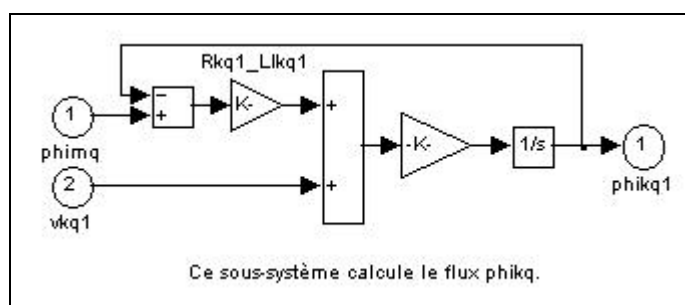 Rkq1_Llkq1
−
+
K-
1
phimq
+
-K-
1/s
1
phikq1
2
vkq1
+
Ce sous-système calcule le flux phikq.